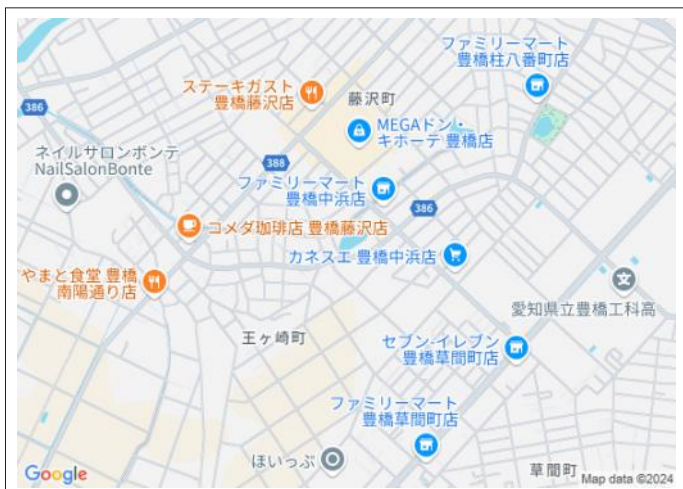 ファミリーマート
豊橋柱八番町店
ステーキガスト
豊橋藤沢店
藤沢町
386
MEGAドン・
キホーテ 豊橋店
ネイルサロンボンテ
NailSalonBonte
388
ファミリーマート
豊橋中浜店
386
コメダ珈琲店 豊橋藤沢店
カネスエ 豊橋中浜店
やまと食堂 豊橋
南陽通り店
愛知県立豊橋工科高
王ヶ崎町
セブン-イレブン
豊橋草間町店
ファミリーマート
豊橋草間町店
ほいっぷ
草間町
Google
Map data ©2024